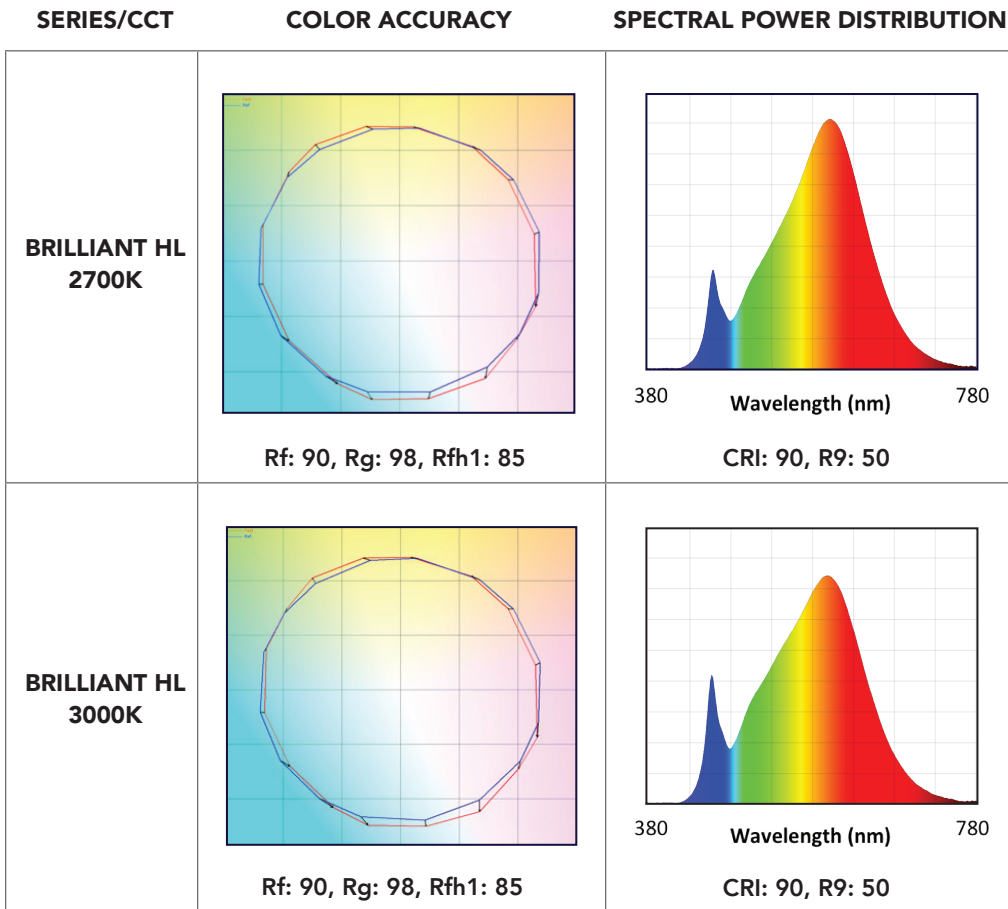 SERIES/CCT COLOR ACCURACY SPECTRAL POWER DISTRIBUTION
BRILLIANT HL
2700K
Ref
Rf: 90, Rg: 98, Rfh1: 85
380 Wavelength (nm) 780
CRI: 90, R9: 50
BRILLIANT HL
3000K
Ref
Rf: 90, Rg: 98, Rfh1: 85
380 Wavelength (nm) 780
CRI: 90, R9: 50